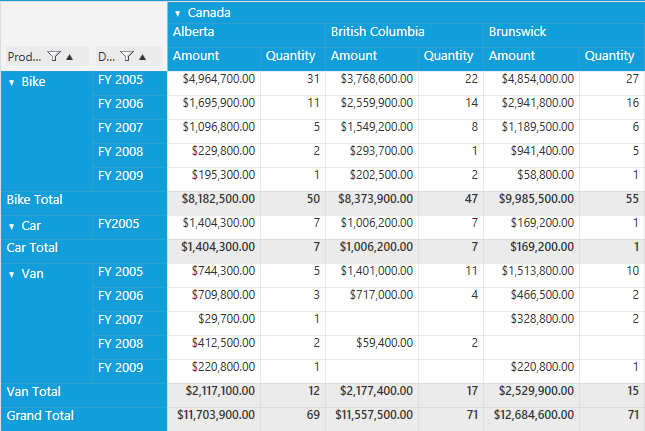 Canada
Alberta British Columbia Brunswick
Prod... D... Amount Quantity Amount Quantity Amount Quantity
Bike FY 2005 $4,964,700.00 31 $3,768,600.00 22 $4,854,000.00 27
FY 2006 $1,695,900.00 11 $2,559,900.00 14 $2,941,800.00 16
FY 2007 $1,096,800.00 5 $1,549,200.00 8 $1,189,500.00 6
FY 2008 $229,800.00 2 $293,700.00 1 $941,400.00 5
FY 2009 $195,300.00 1 $202,500.00 2 $58,800.00 1
Bike Total $8,182,500.00 50 $8,373,900.00 47 $9,985,500.00 55
Car FY2005 $1,404,300.00 7 $1,006,200.00 7 $169,200.00 1
Car Total $1,404,300.00 7 $1,006,200.00 7 $169,200.00 1
Van FY 2005 $744,300.00 5 $1,401,000.00 11 $1,513,800.00 10
FY 2006 $709,800.00 3 $717,000.00 4 $466,500.00 2
FY 2007 $29,700.00 1 $328,800.00 2
FY 2008 $412,500.00 2 $59,400.00 2
FY 2009 $220,800.00 1 $220,800.00 1
Van Total $2,117,100.00 12 $2,177,400.00 17 $2,529,900.00 15
Grand Total $11,703,900.00 69 $11,557,500.00 71 $12,684,600.00 71